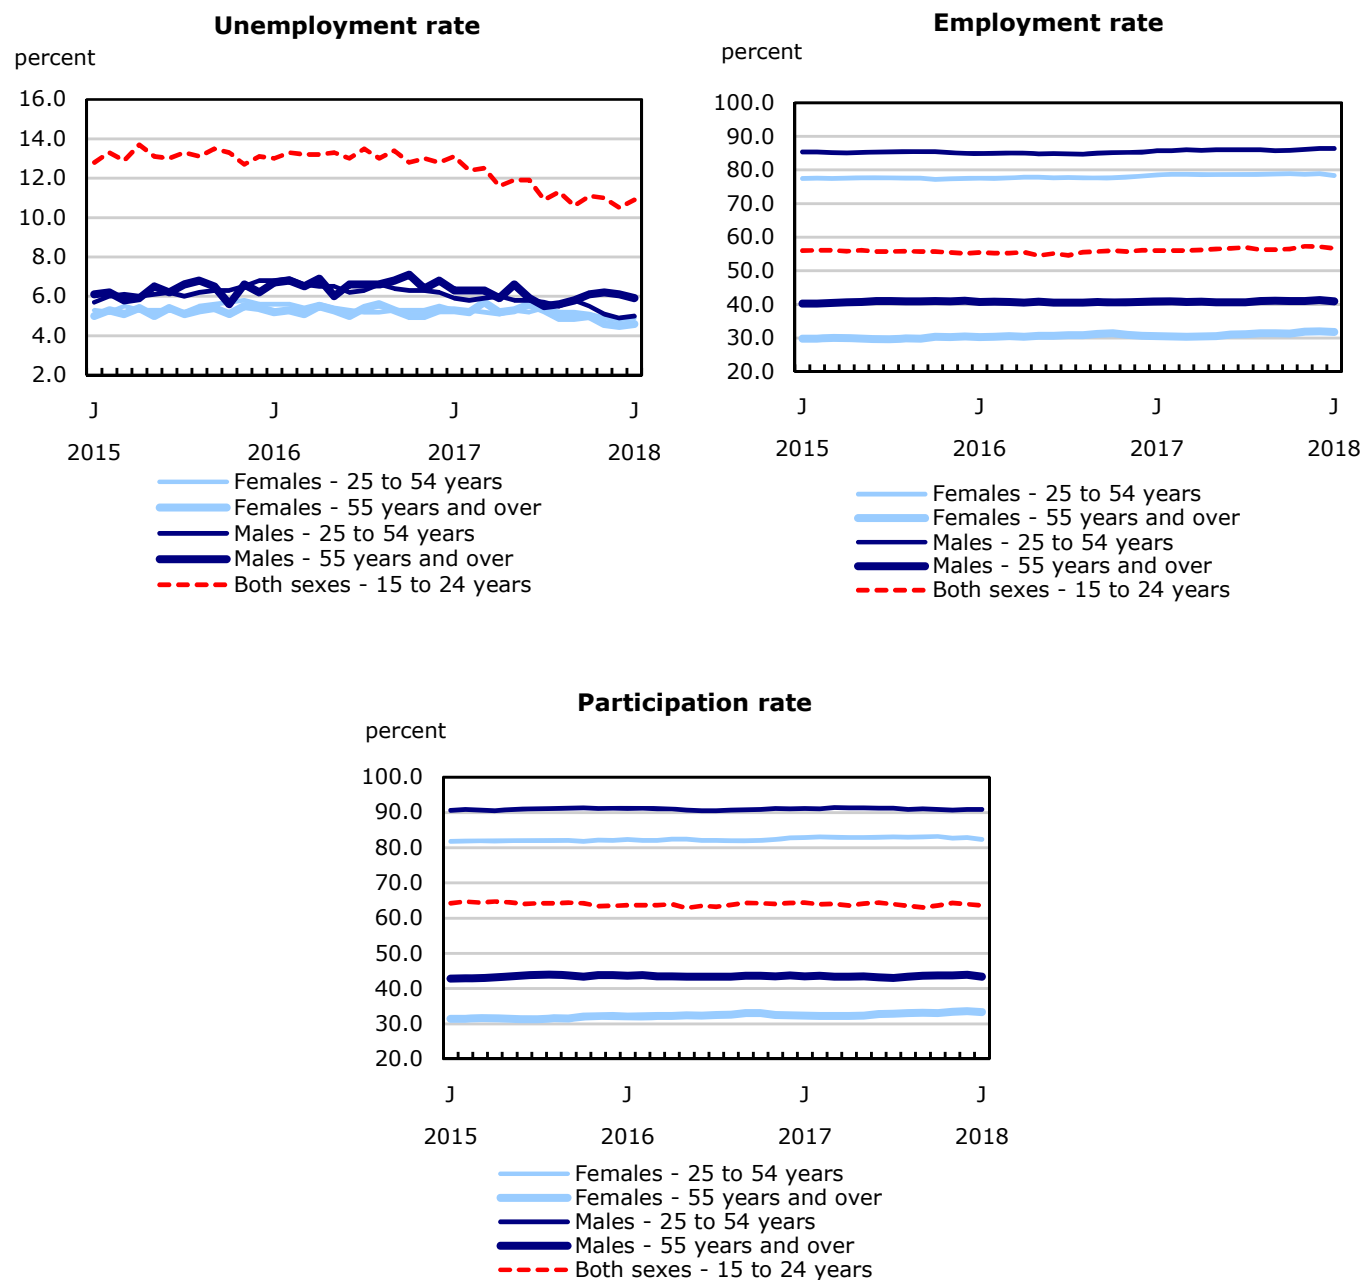 Unemployment rate
percent
16.0
14.0
12.0
10.0
8.0
6.0
4.0
2.0
J J J J
2015 2016 2017 2018
Females - 25 to 54 years
Females - 55 years and over
Males - 25 to 54 years
Males - 55 years and over
Both sexes - 15 to 24 years
Employment rate
percent
100.0
90.0
80.0
70.0
60.0
50.0
40.0
30.0
20.0
J J J J
2015 2016 2017 2018
Females - 25 to 54 years
Females - 55 years and over
Males - 25 to 54 years
Males - 55 years and over
Both sexes - 15 to 24 years
Participation rate
percent
100.0
90.0
80.0
70.0
60.0
50.0
40.0
30.0
20.0
J J J J
2015 2016 2017 2018
Females - 25 to 54 years
Females - 55 years and over
Males - 25 to 54 years
Males - 55 years and over
Both sexes - 15 to 24 years